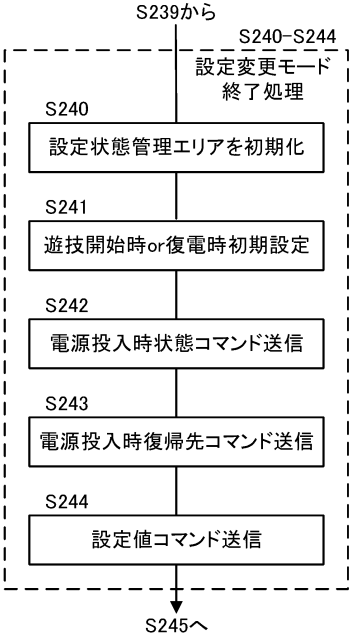 S239から
S240-S244
設定変更モード
終了処理
S240
設定状態管理エリアを初期化
S241
遊技開始時or復電時初期設定
S242
電源投入時状態コマンド送信
S243
電源投入時復帰先コマンド送信
S244
設定値コマンド送信
S245へ